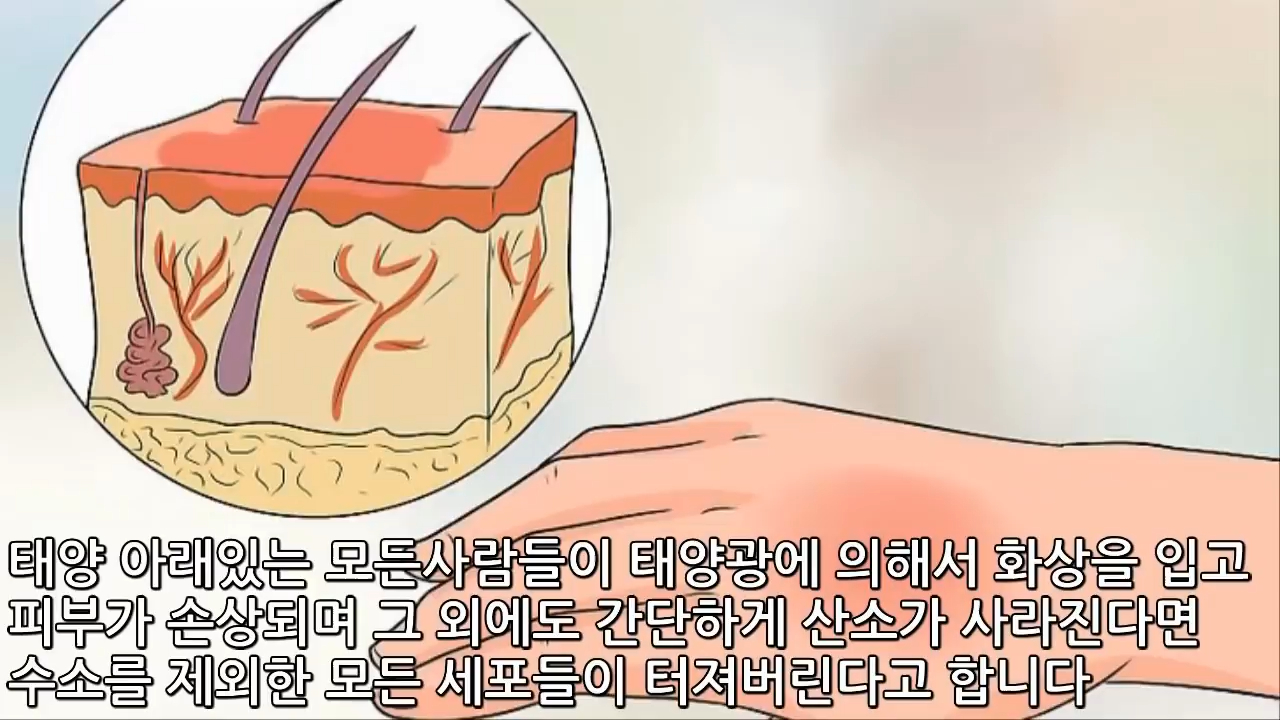 태양 아래있는 모든사람들이 태양광에 의해서 화상을 입고
피부가 손상되며 그 외에도 간단하게 산소가 사라진다면
수소를 제외한 모든 세포들이 터져버린다고 합니다